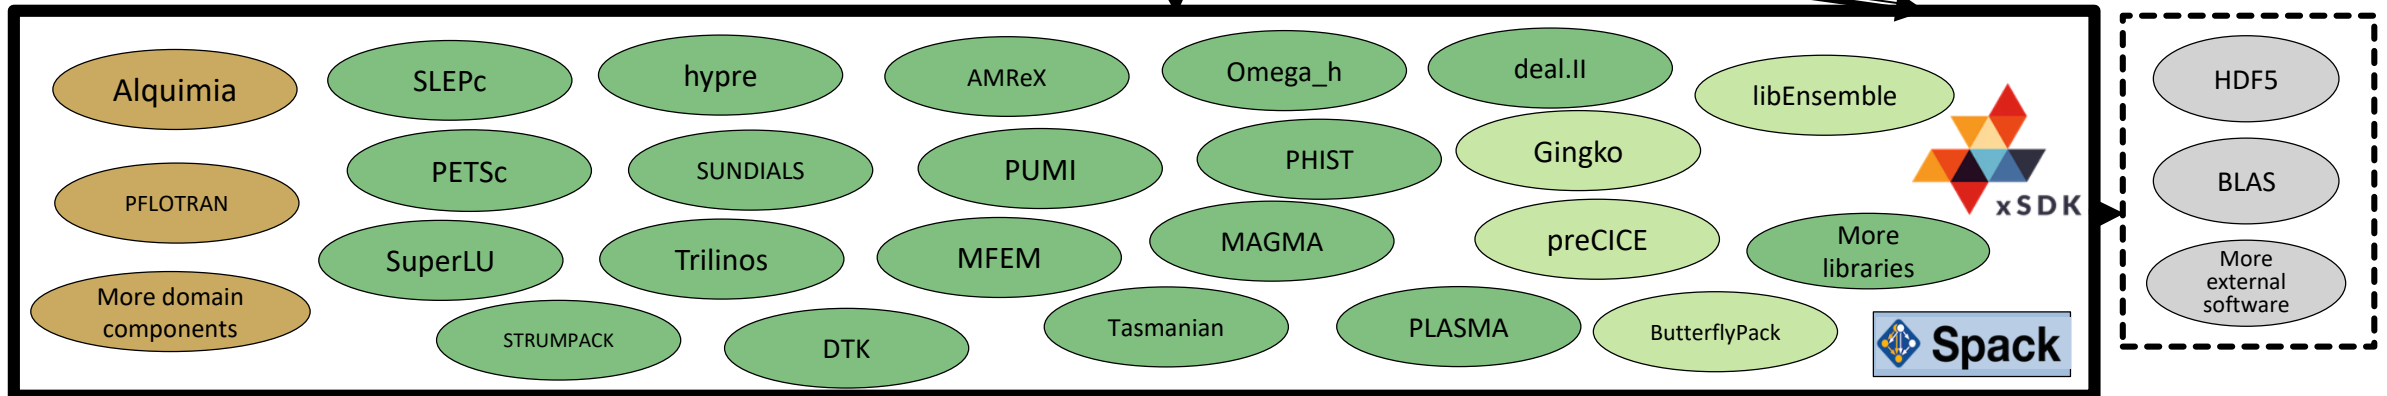 Alquimia
PFLOTRAN
More domain
components
SLEPc
PETSc
SuperLU
STRUMPACK
hypre
SUNDIALS
Trilinos
DTK
AMReX
PUMI
MFEM
Tasmanian
Omega_h
PHIST
MAGMA
PLASMA
deal.II
Gingko
preCICE
ButterflyPack
libEnsemble
xSDK
More
libraries
Spack
HDF5
BLAS
More
external
software